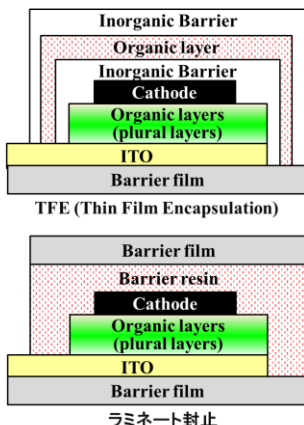 Inorganic Barrier
Organic layer
Inorganic Barrier
Cathode
Organic layers
(plural layers)
ITO
Barrier film
TFE (Thin Film Encapsulation)
Barrier film
Barrier resin
Cathode
Organic layers
(plural layers)
ITO
Barrier film
ラミネート封止